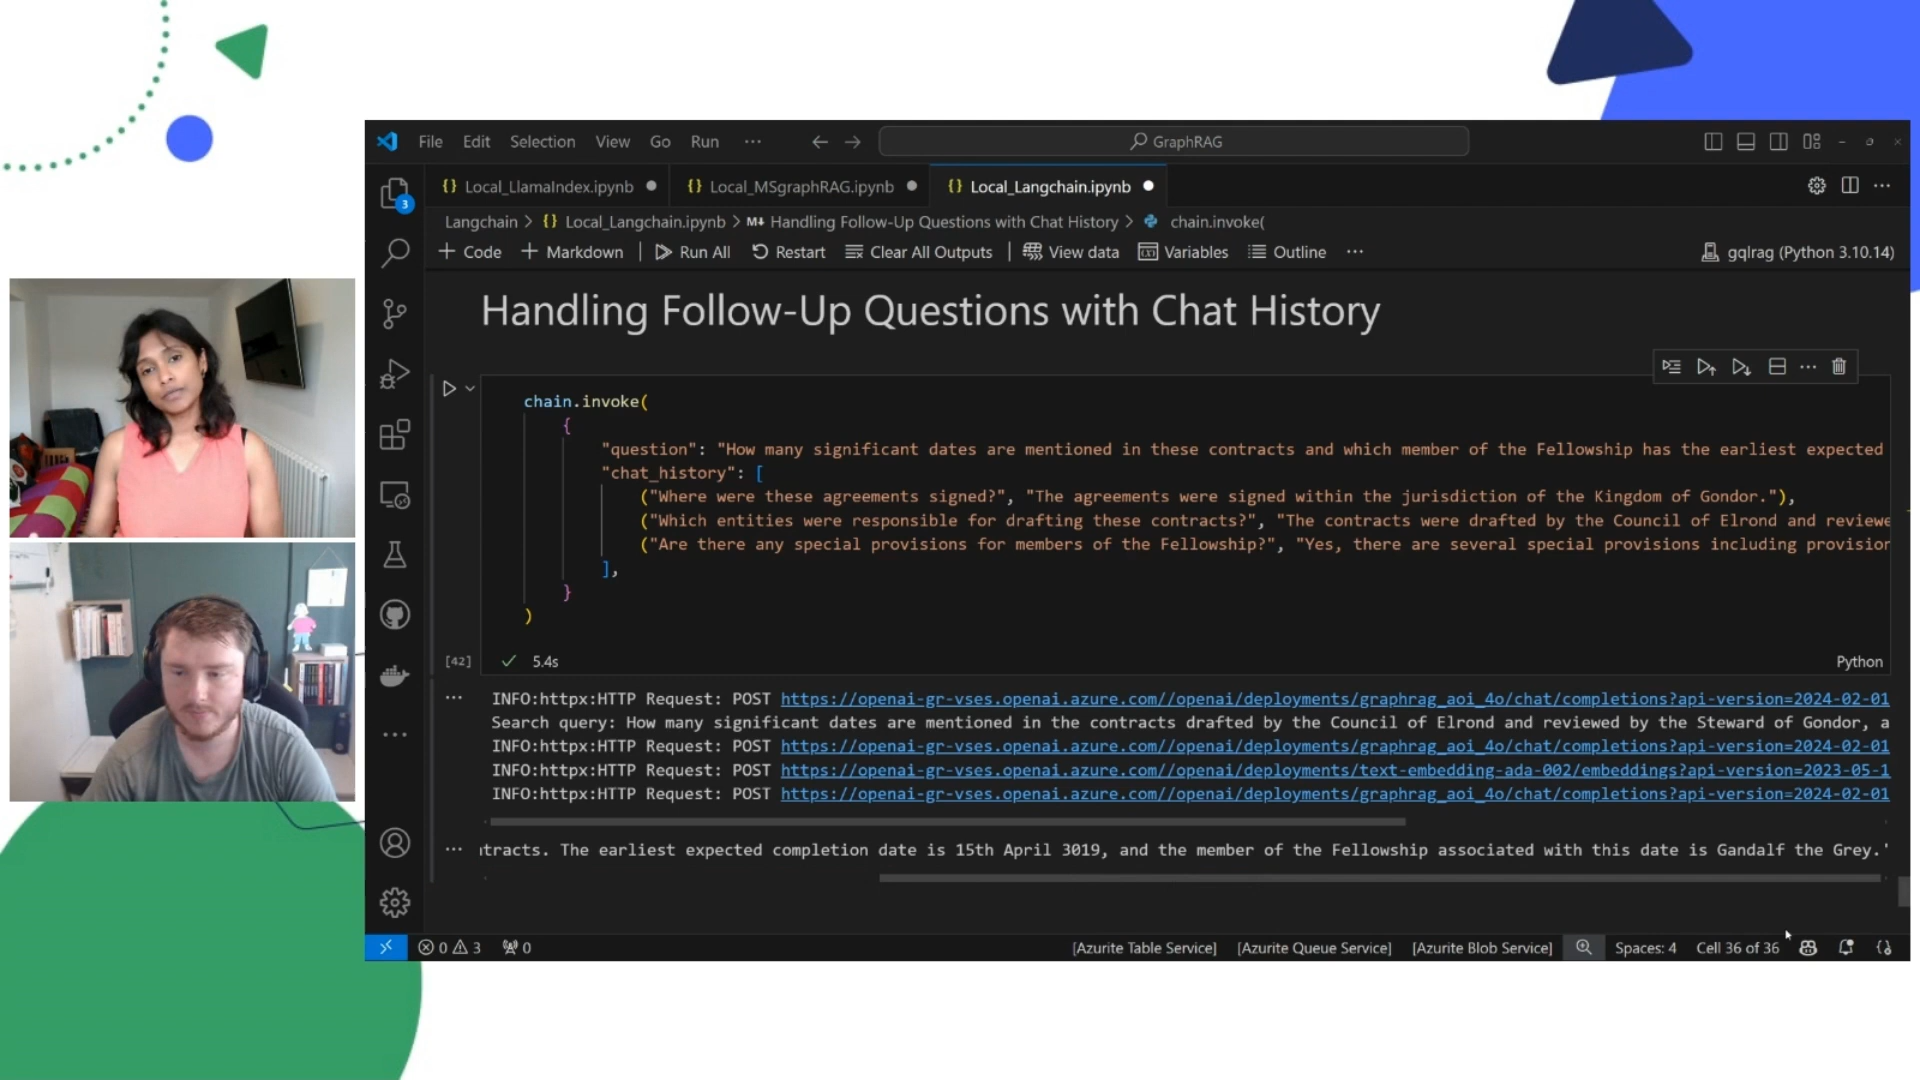 File Edit Selection View Go Run ··· GraphRAG
Local_LlamaIndex.ipynb Local_MSgraphRAG.ipynb Local_Langchain.ipynb
3
Langchain > Local_Langchain.ipynb > M↓ Handling Follow-Up Questions with Chat History > chain.invoke(
+ Code + Markdown Run All Restart Clear All Outputs View data Variables Outline ··· gqlrag (Python 3.10.14)
Handling Follow-Up Questions with Chat History
chain.invoke(
{
"question": "How many significant dates are mentioned in these contracts and which member of the Fellowship has the earliest expected
"chat_history": [
("Where were these agreements signed?", "The agreements were signed within the jurisdiction of the Kingdom of Gondor."),
("Which entities were responsible for drafting these contracts?", "The contracts were drafted by the Council of Elrond and reviewe
("Are there any special provisions for members of the Fellowship?", "Yes, there are several special provisions including provision
],
}
)
[42] ✓ 5.4s Python
INFO:httpx:HTTP Request: POST https://openai-gr-vses.openai.azure.com//openai/deployments/graphrag_aoi_4o/chat/completions?api-version=2024-02-01
Search query: How many significant dates are mentioned in the contracts drafted by the Council of Elrond and reviewed by the Steward of Gondor, a
INFO:httpx:HTTP Request: POST https://openai-gr-vses.openai.azure.com//openai/deployments/graphrag_aoi_4o/chat/completions?api-version=2024-02-01
INFO:httpx:HTTP Request: POST https://openai-gr-vses.openai.azure.com//openai/deployments/text-embedding-ada-002/embeddings?api-version=2023-05-1
INFO:httpx:HTTP Request: POST https://openai-gr-vses.openai.azure.com//openai/deployments/graphrag_aoi_4o/chat/completions?api-version=2024-02-01
ntracts. The earliest expected completion date is 15th April 3019, and the member of the Fellowship associated with this date is Gandalf the Grey.'
0 3 0 [Azurite Table Service] [Azurite Queue Service] [Azurite Blob Service] Spaces: 4 Cell 36 of 36